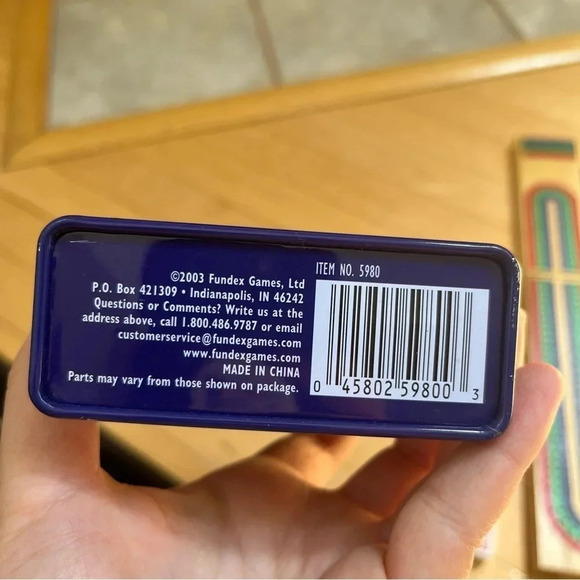 ©2003 Fundex Games, Ltd
P.O. Box 421309 • Indianapolis, IN 46242
Questions or Comments? Write us at
address above, call 1.800.486.9787 or email
customerservice@fundexgames.com
www.fundexgames.com
MADE IN CHINA
Parts may vary from those shown on package.
ITEM NO. 5980
0 45802 59800 3